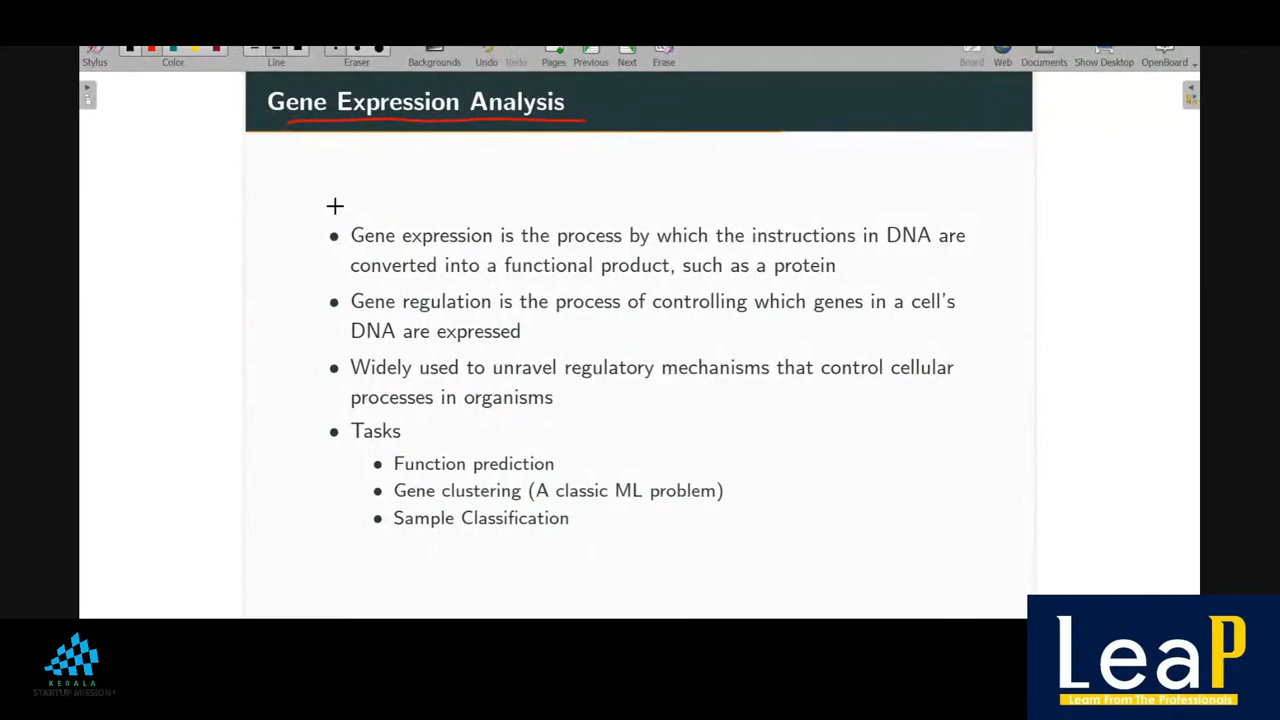 Stylus Color Line Eraser Backgrounds Undo Redo Pages Previous Next Erase Board Web Documents Show Desktop OpenBoard
Gene Expression Analysis
• Gene expression is the process by which the instructions in DNA are
converted into a functional product, such as a protein
• Gene regulation is the process of controlling which genes in a cell's
DNA are expressed
• Widely used to unravel regulatory mechanisms that control cellular
processes in organisms
• Tasks
• Function prediction
• Gene clustering (A classic ML problem)
• Sample Classification
KERALA
STARTUP MISSION
LeaP
Learn From The Professionals